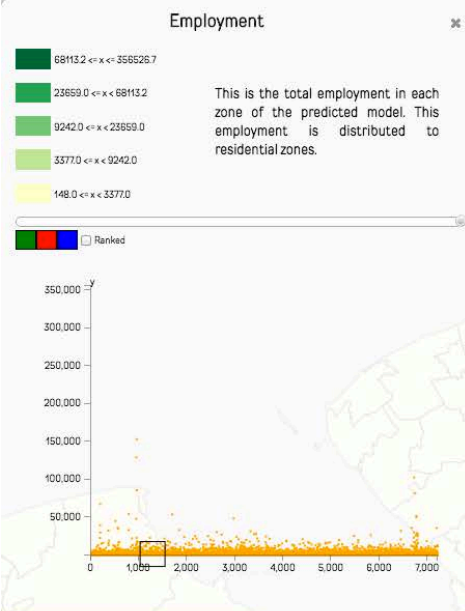 Employment
68113.2 <= x <= 356526.7
23659.0 <= x < 68113.2
9242.0 <= x < 23659.0
3377.0 <= x < 9242.0
148.0 <= x < 3377.0
This is the total employment in each
zone of the predicted model. This
employment is distributed to
residential zones.
Ranked
y
350,000
300,000
250,000
200,000
150,000
100,000
50,000
0 1,000 2,000 3,000 4,000 5,000 6,000 7,000